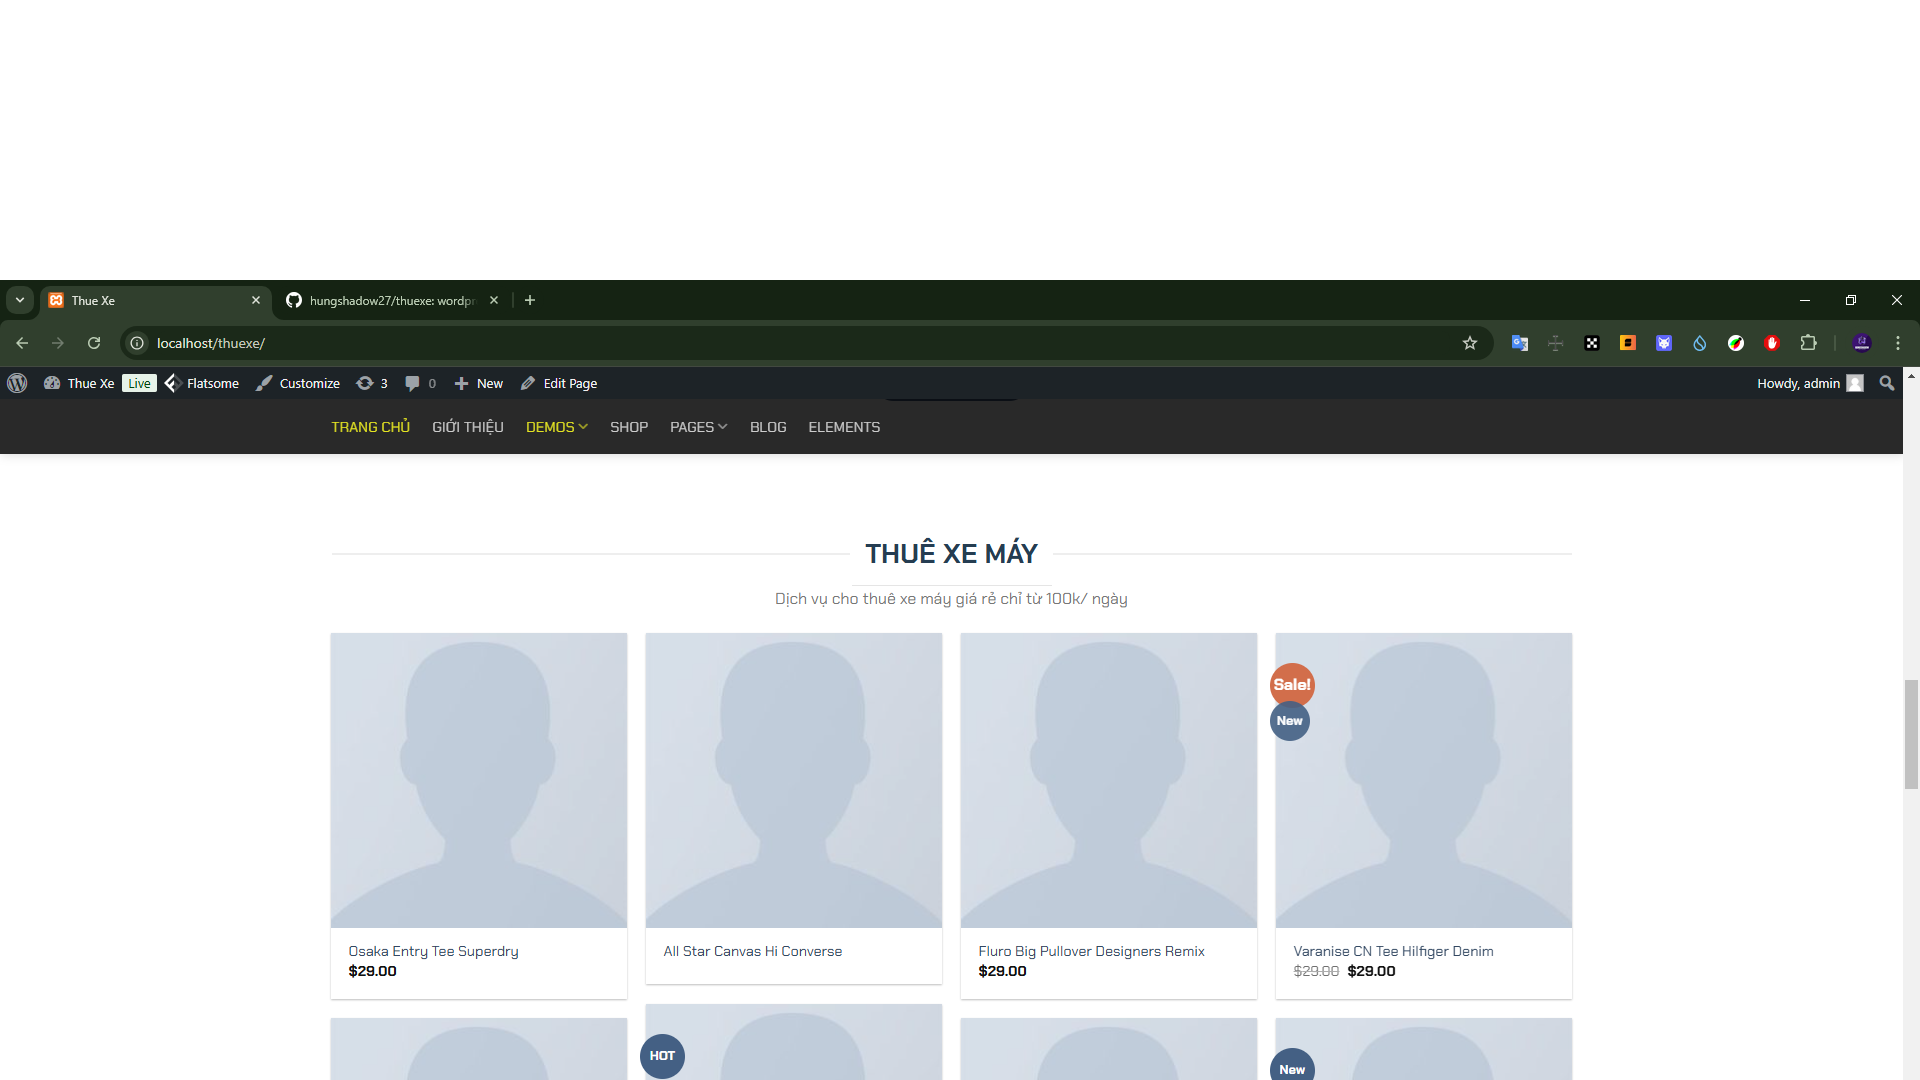 Thue Xe
hungshadow27/thuexe: wordpr
localhost/thuexe/
Thue Xe Live Flatsome Customize 3 0 New Edit Page Howdy, admin
TRANG CHỦ GIỚI THIỆU DEMOS SHOP PAGES BLOG ELEMENTS
THUÊ XE MÁY
Dịch vụ cho thuê xe máy giá rẻ chỉ từ 100k/ ngày
Sale!
New
Osaka Entry Tee Superdry
$29.00
All Star Canvas Hi Converse
Fluro Big Pullover Designers Remix
$29.00
Varanise CN Tee Hilfiger Denim
$29.00 $29.00
HOT
New